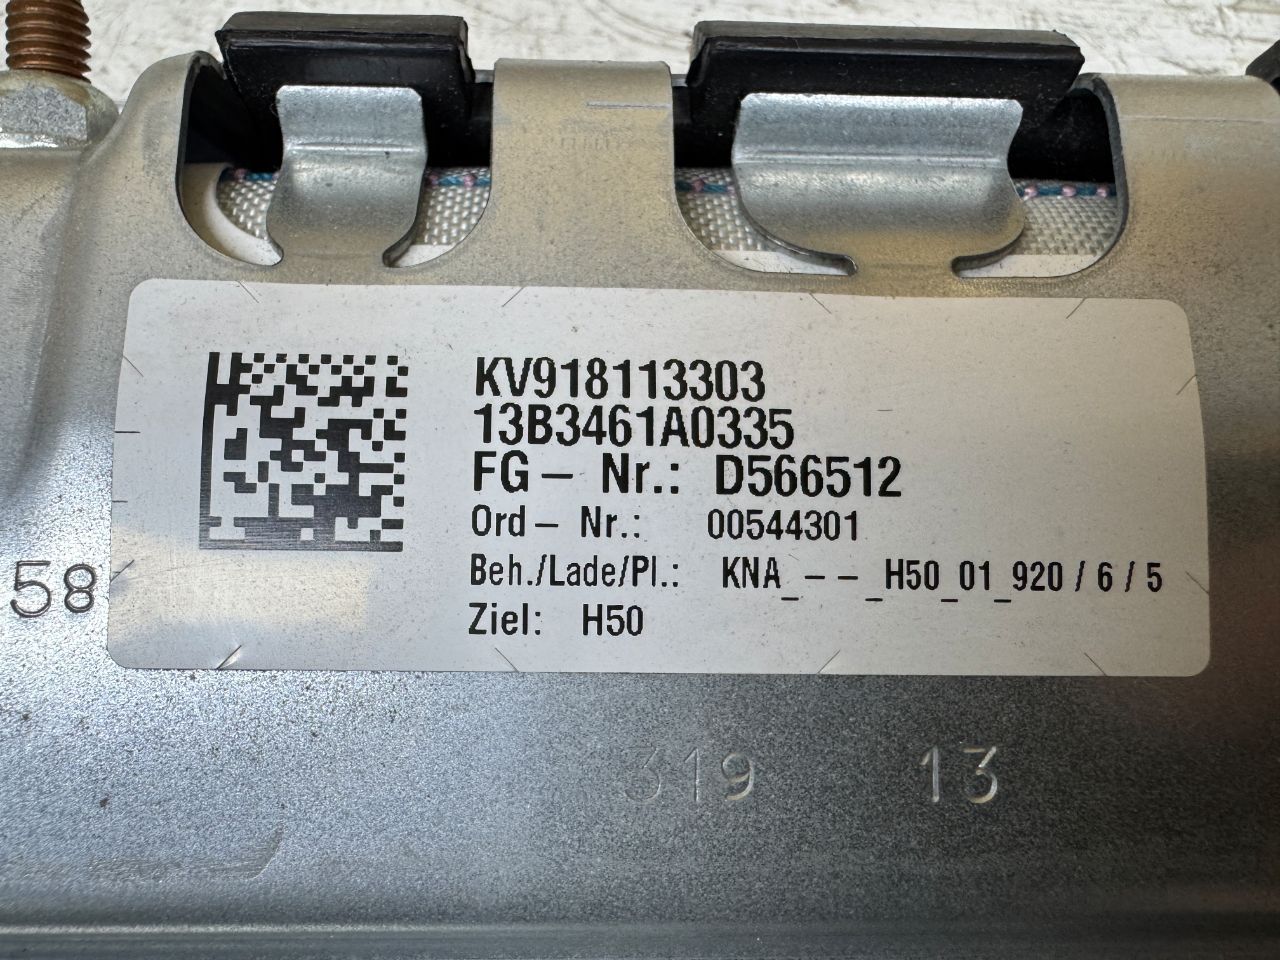 KV918113303
13B3461A0335
FG - Nr.: D566512
Ord - Nr.: 00544301
Beh./Lade/Pl.: KNA_ - - _H50_01_920 / 6 / 5
Ziel: H50
58
319 13